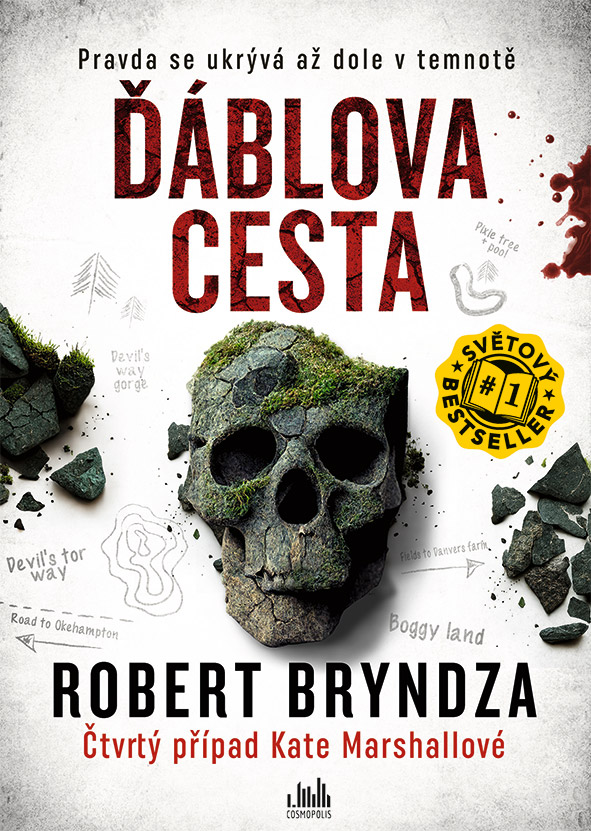 Pravda se ukrývá až dole v temnotě
ĎÁBLOVA
CESTA
Pixie tree
+ pool
Devil's
way
gorge
SVĚTOVÝ
#1
BESTSELLER
Devil's tor
way
Fields to Danvers farm
Road to Okehampton
Boggy land
ROBERT BRYNDZA
Čtvrtý případ Kate Marshallové
COSMOPOLIS